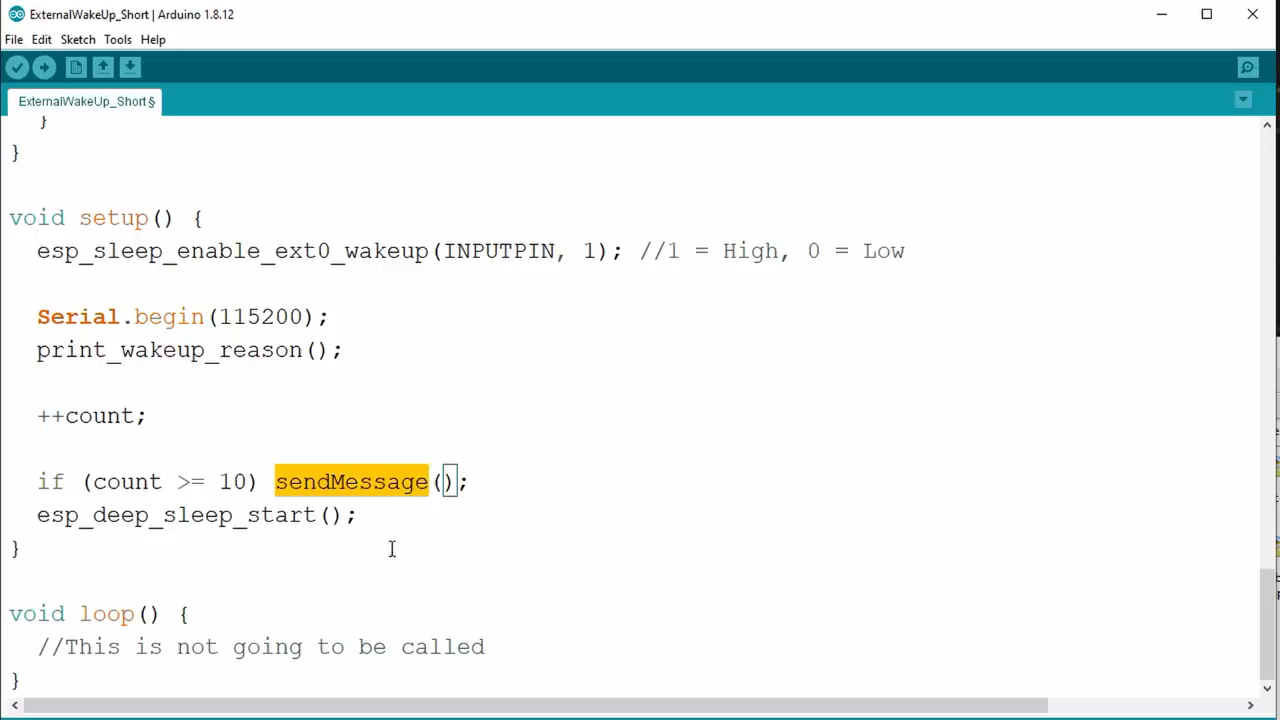 ExternalWakeUp_Short | Arduino 1.8.12
File Edit Sketch Tools Help
ExternalWakeUp_Short §
}
}
void setup() {
esp_sleep_enable_ext0_wakeup(INPUTPIN, 1); //1 = High, 0 = Low
Serial.begin(115200);
print_wakeup_reason();
++count;
if (count >= 10) sendMessage();
esp_deep_sleep_start();
}
void loop() {
//This is not going to be called
}